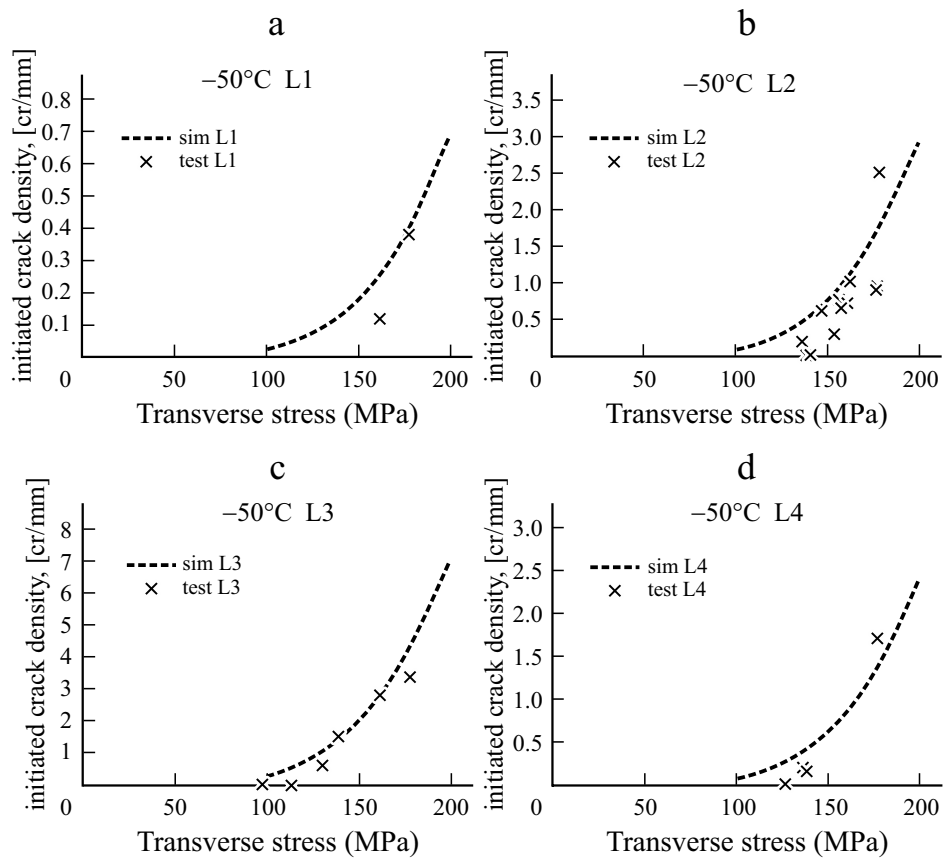 a
−50°C L1
initiated crack density, [cr/mm]
0.8
0.7
0.6
0.5
0.4
0.3
0.2
0.1
0
sim L1
test L1
50
100
150
200
Transverse stress (MPa)
b
−50°C L2
initiated crack density, [cr/mm]
3.5
3.0
2.5
2.0
1.5
1.0
0.5
0
sim L2
test L2
50
100
150
200
Transverse stress (MPa)
c
−50°C L3
initiated crack density, [cr/mm]
8
7
6
5
4
3
2
1
0
sim L3
test L3
50
100
150
200
Transverse stress (MPa)
d
−50°C L4
initiated crack density, [cr/mm]
3.0
2.5
2.0
1.5
1.0
0.5
0
sim L4
test L4
50
100
150
200
Transverse stress (MPa)